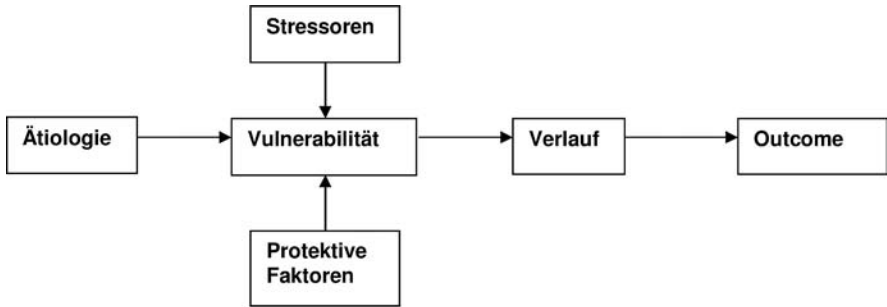 Stressoren
Ätiologie
Vulnerabilität
Verlauf
Outcome
Protektive
Faktoren